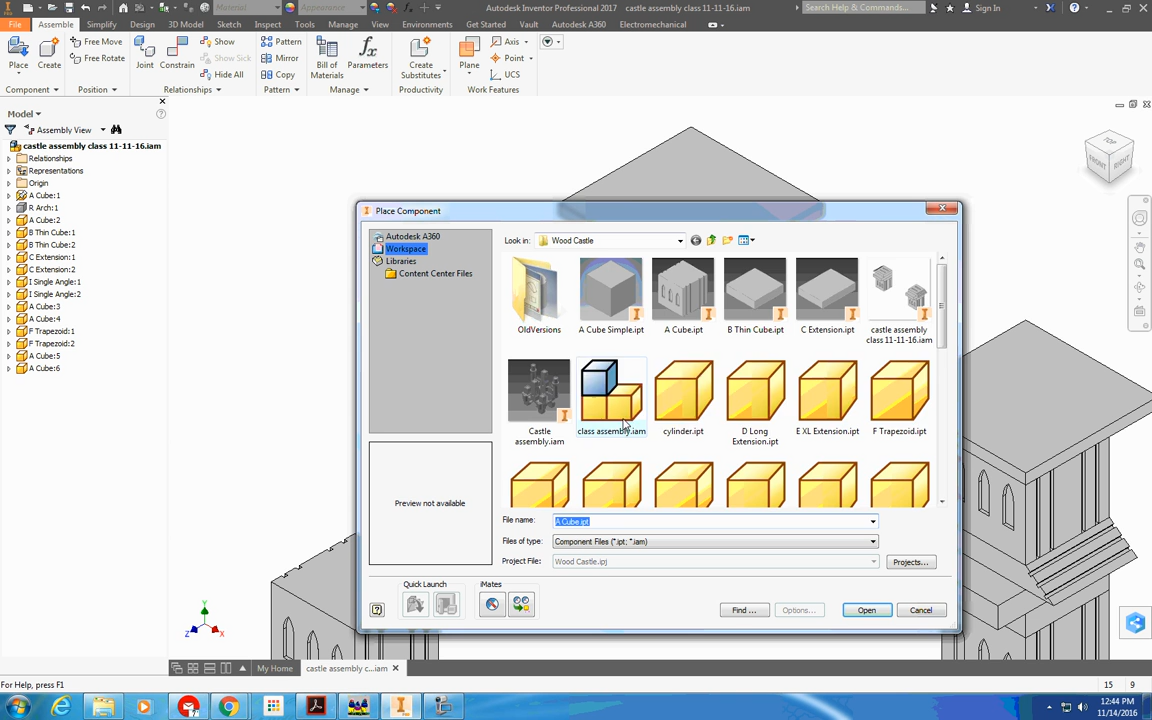 Material
Appearance
Autodesk Inventor Professional 2017 castle assembly class 11-11-16.iam
Search Help & Commands...
Sign In
File Assemble Simplify Design 3D Model Sketch Inspect Tools Manage View Environments Get Started Vault Autodesk A360 Electromechanical
Place
Create
Free Move
Free Rotate
Joint
Constrain
Show
Show Sick
Hide All
Pattern
Mirror
Copy
Bill of
Materials
Parameters
Create
Substitutes
Plane
Axis
Point
UCS
Component
Position
Relationships
Pattern
Manage
Productivity
Work Features
Model
Assembly View
castle assembly class 11-11-16.iam
Relationships
Representations
Origin
A Cube:1
R Arch:1
A Cube:2
B Thin Cube:1
B Thin Cube:2
C Extension:1
C Extension:2
I Single Angle:1
I Single Angle:2
A Cube:3
A Cube:4
F Trapezoid:1
F Trapezoid:2
A Cube:5
A Cube:6
TOP
FRONT
RIGHT
Place Component
Autodesk A360
Workspace
Libraries
Content Center Files
Preview not available
Look in: Wood Castle
OldVersions
A Cube Simple.ipt
A Cube.ipt
B Thin Cube.ipt
C Extension.ipt
castle assembly
class 11-11-16.iam
Castle
assembly.iam
class assembly.iam
cylinder.ipt
D Long
Extension.ipt
E XL Extension.ipt
F Trapezoid.ipt
File name: A Cube.ipt
Files of type: Component Files (*.ipt; *.iam)
Project File: Wood Castle.ipj
Projects...
Quick Launch
iMates
Find ...
Options...
Open
Cancel
Z
Y
X
My Home
castle assembly c...iam
For Help, press F1
15 9
12:44 PM
11/14/2016